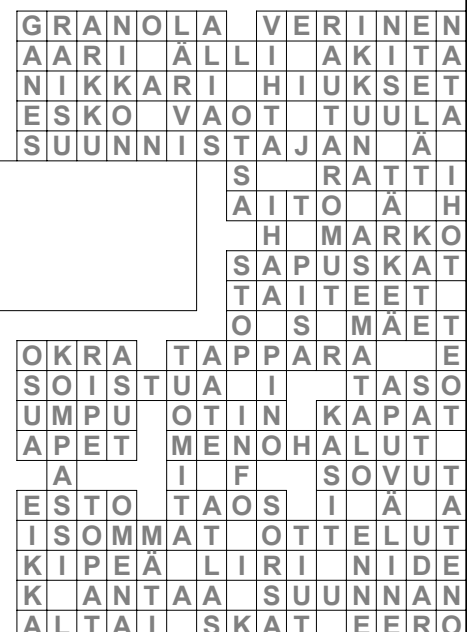 GRANOLA VERINEN
AARI ÄLLI AKITA
NIKKARI HIUKSET
ESKO VAOT TUULA
SUUNNISTAJAN Ä
S RATTI
AITO Ä H
H MARKO
SAPUSKAT
TAITEET
O S MÄET
OKRA TAPPARA E
SOISTUA I TASO
UMPU OTIN KAPAT
APET MENOHALUT
A I F SOVUT
ESTO TAOS I Ä A
ISOMMAT OTTELUT
KIPEÄ LIRI NIDE
K ANTAA SUUNNAN
ALTAI SKAT EERO